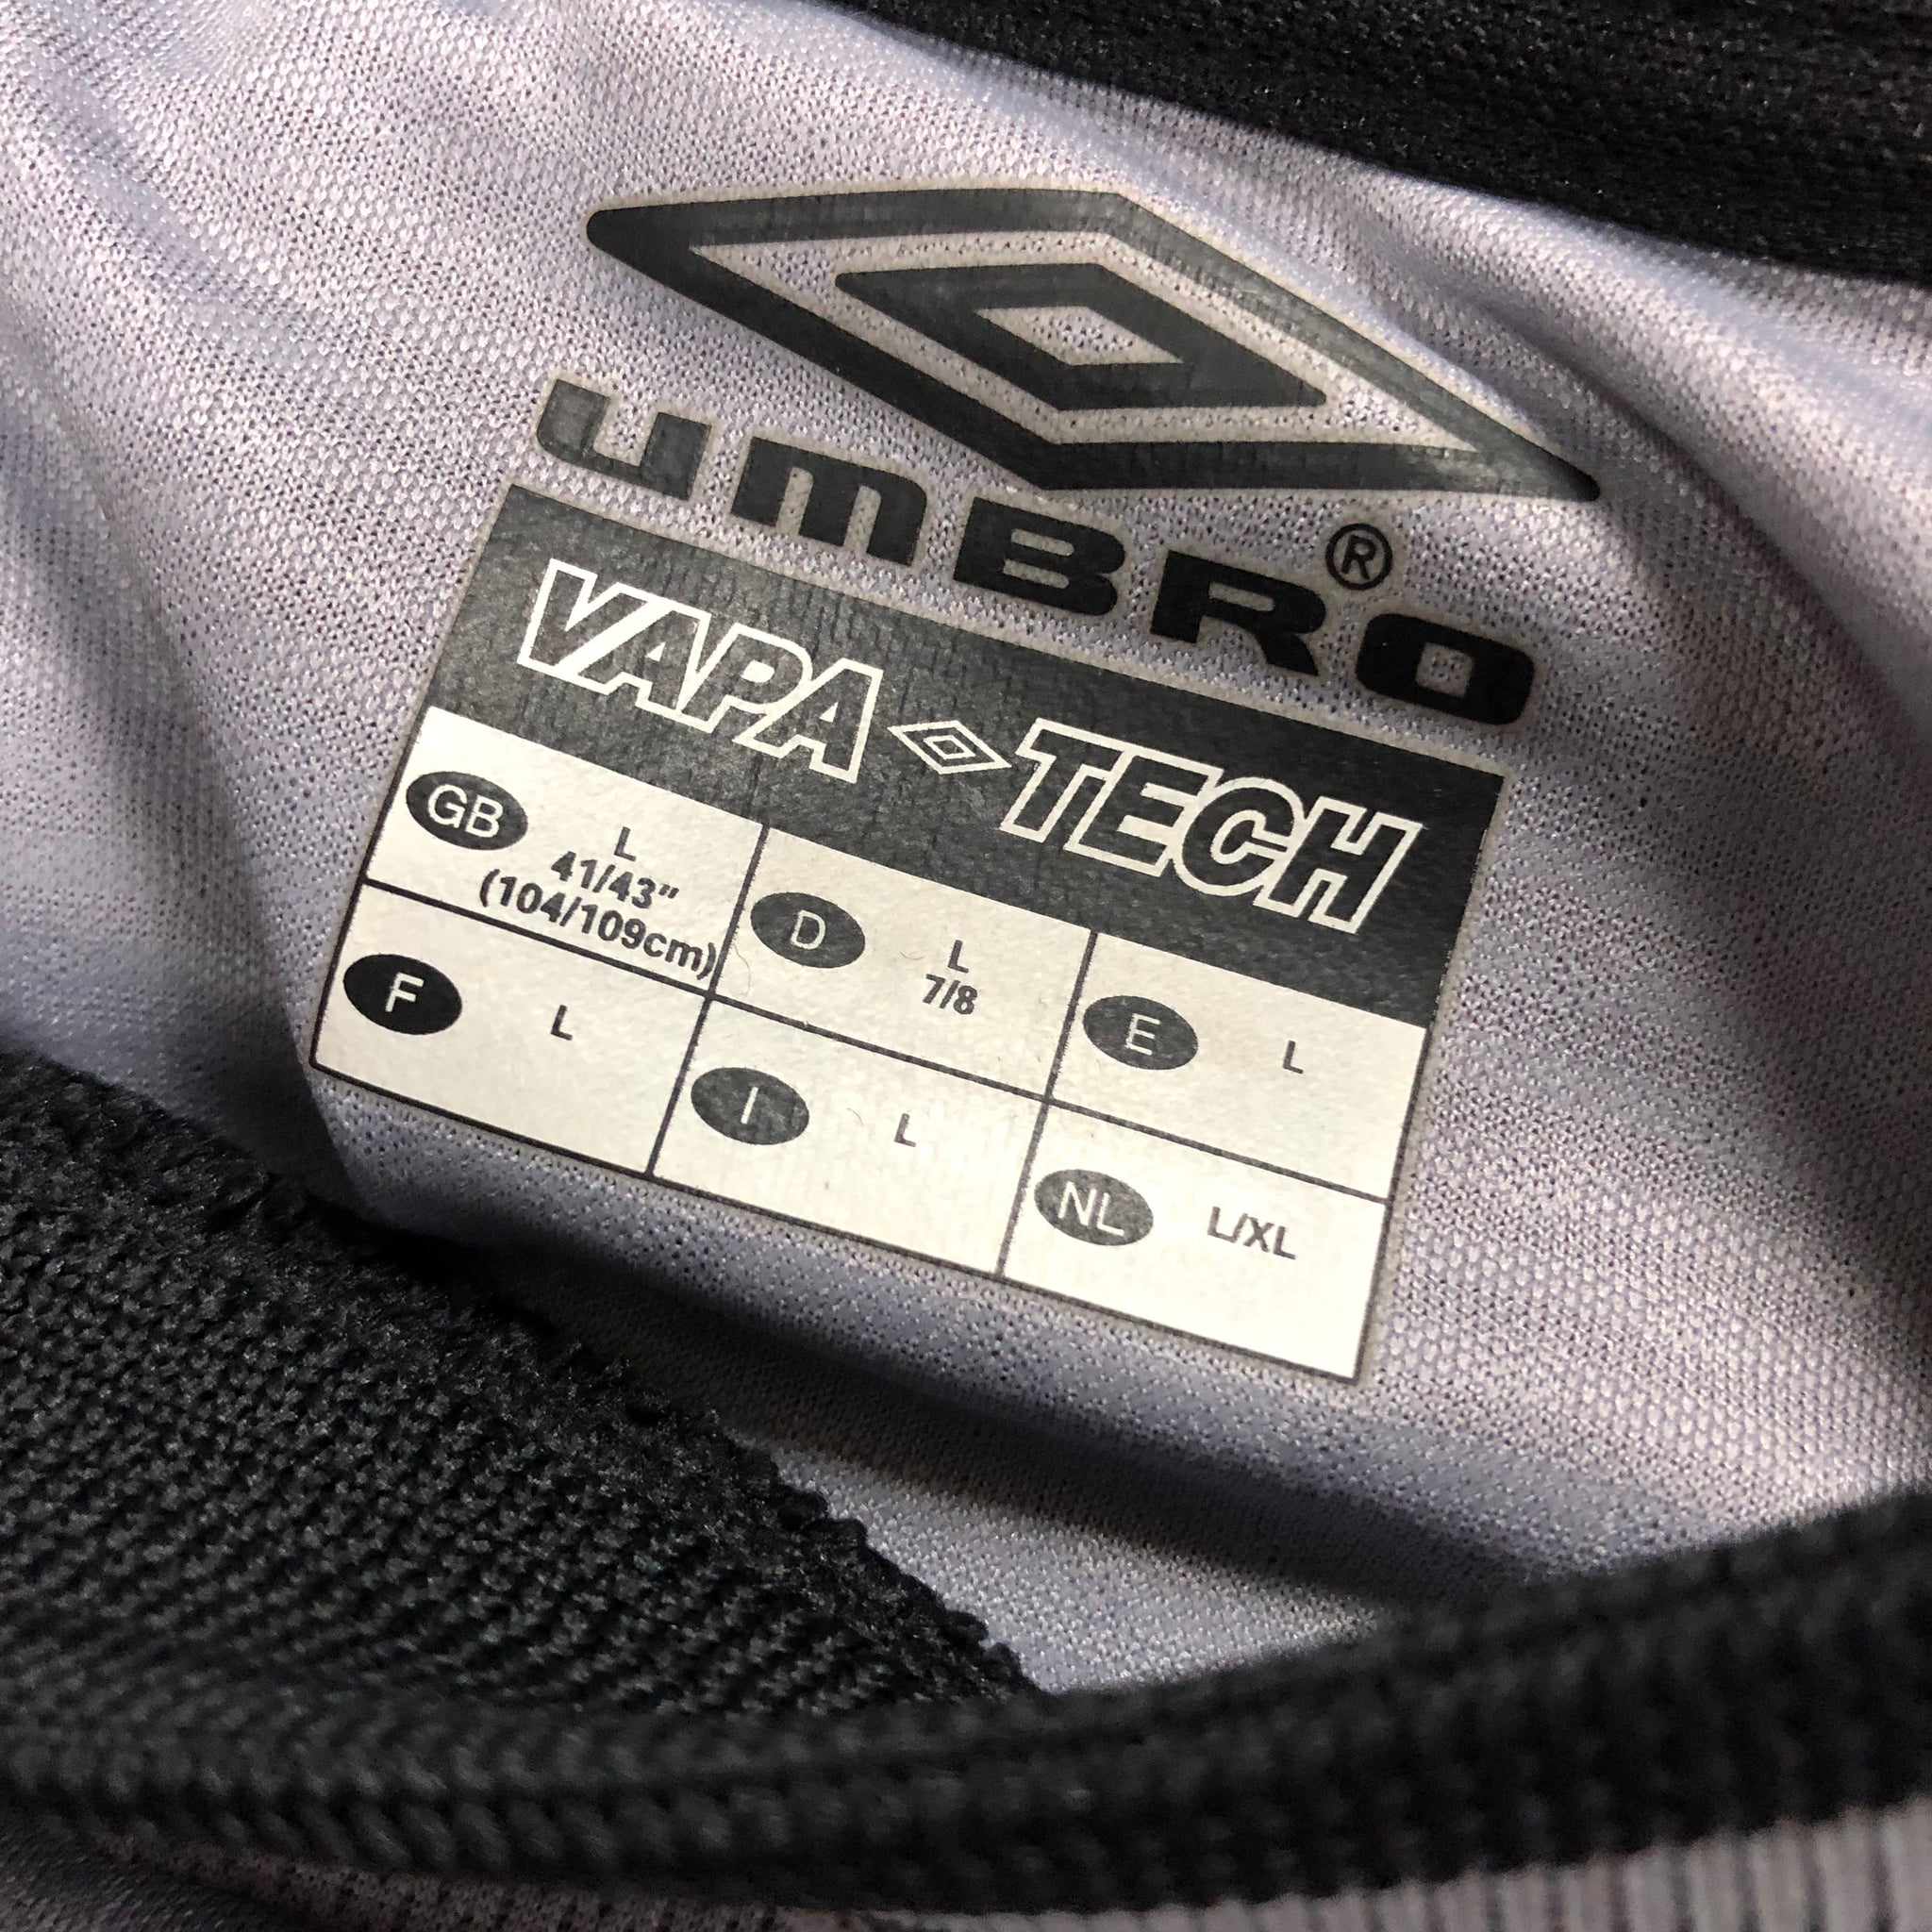 UMBRO®
VAPA TECH
GB L
41/43"
(104/109cm)
D L
7/8
E L
F L
I L
NL L/XL